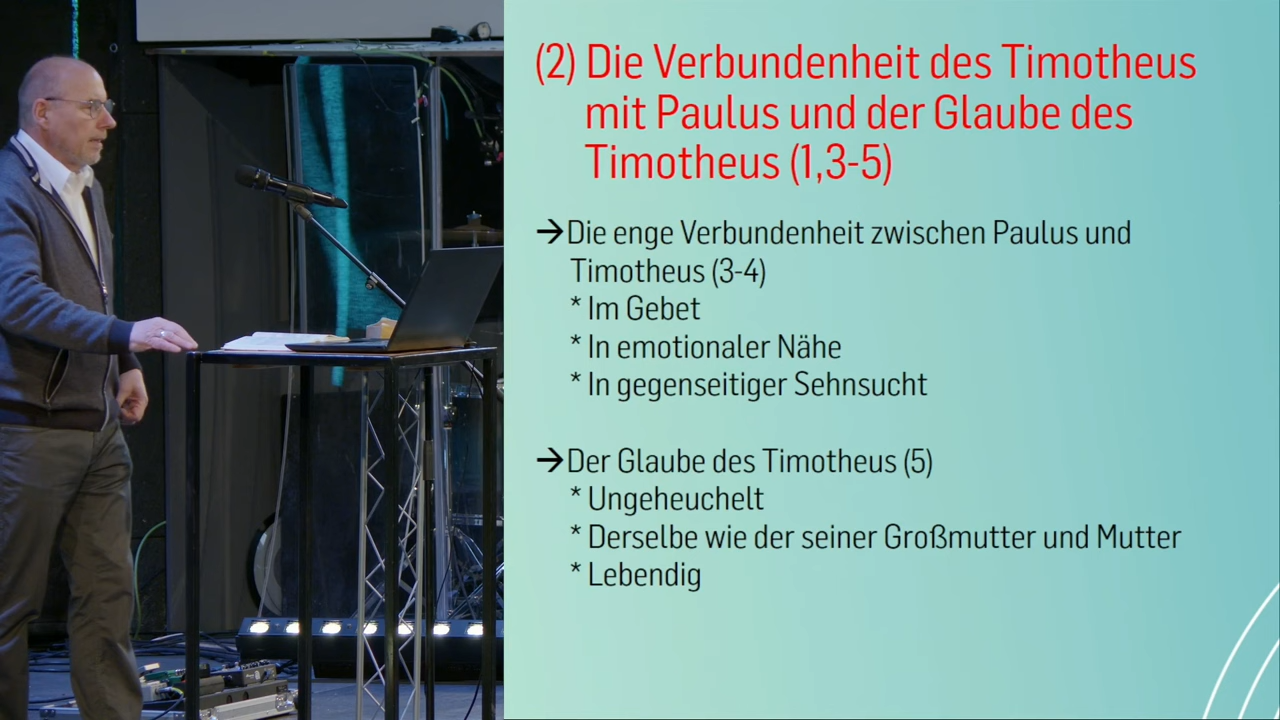 (2) Die Verbundenheit des Timotheus
mit Paulus und der Glaube des
Timotheus (1,3-5)
→Die enge Verbundenheit zwischen Paulus und
Timotheus (3-4)
* Im Gebet
* In emotionaler Nähe
* In gegenseitiger Sehnsucht
→Der Glaube des Timotheus (5)
* Ungeheuchelt
* Derselbe wie der seiner Großmutter und Mutter
* Lebendig